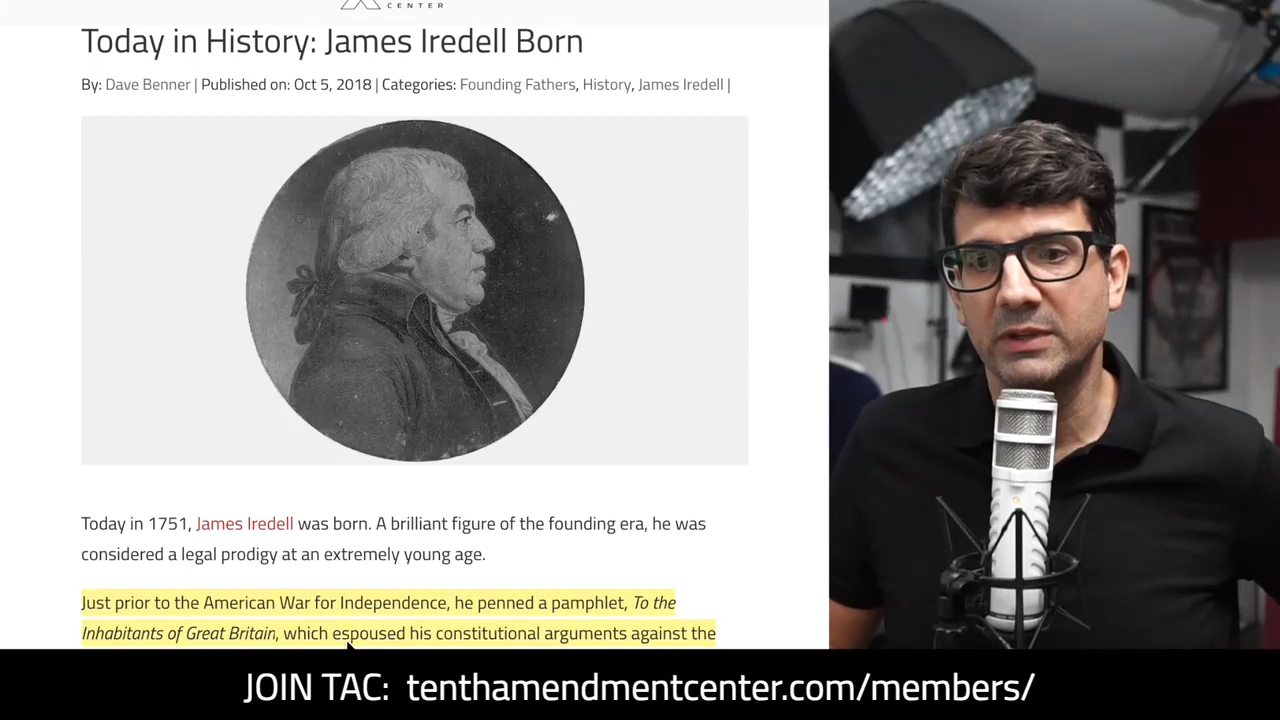 CENTER
Today in History: James Iredell Born
By: Dave Benner | Published on: Oct 5, 2018 | Categories: Founding Fathers, History, James Iredell |
Today in 1751, James Iredell was born. A brilliant figure of the founding era, he was
considered a legal prodigy at an extremely young age.
Just prior to the American War for Independence, he penned a pamphlet, To the
Inhabitants of Great Britain, which espoused his constitutional arguments against the
JOIN TAC: tenthamendmentcenter.com/members/